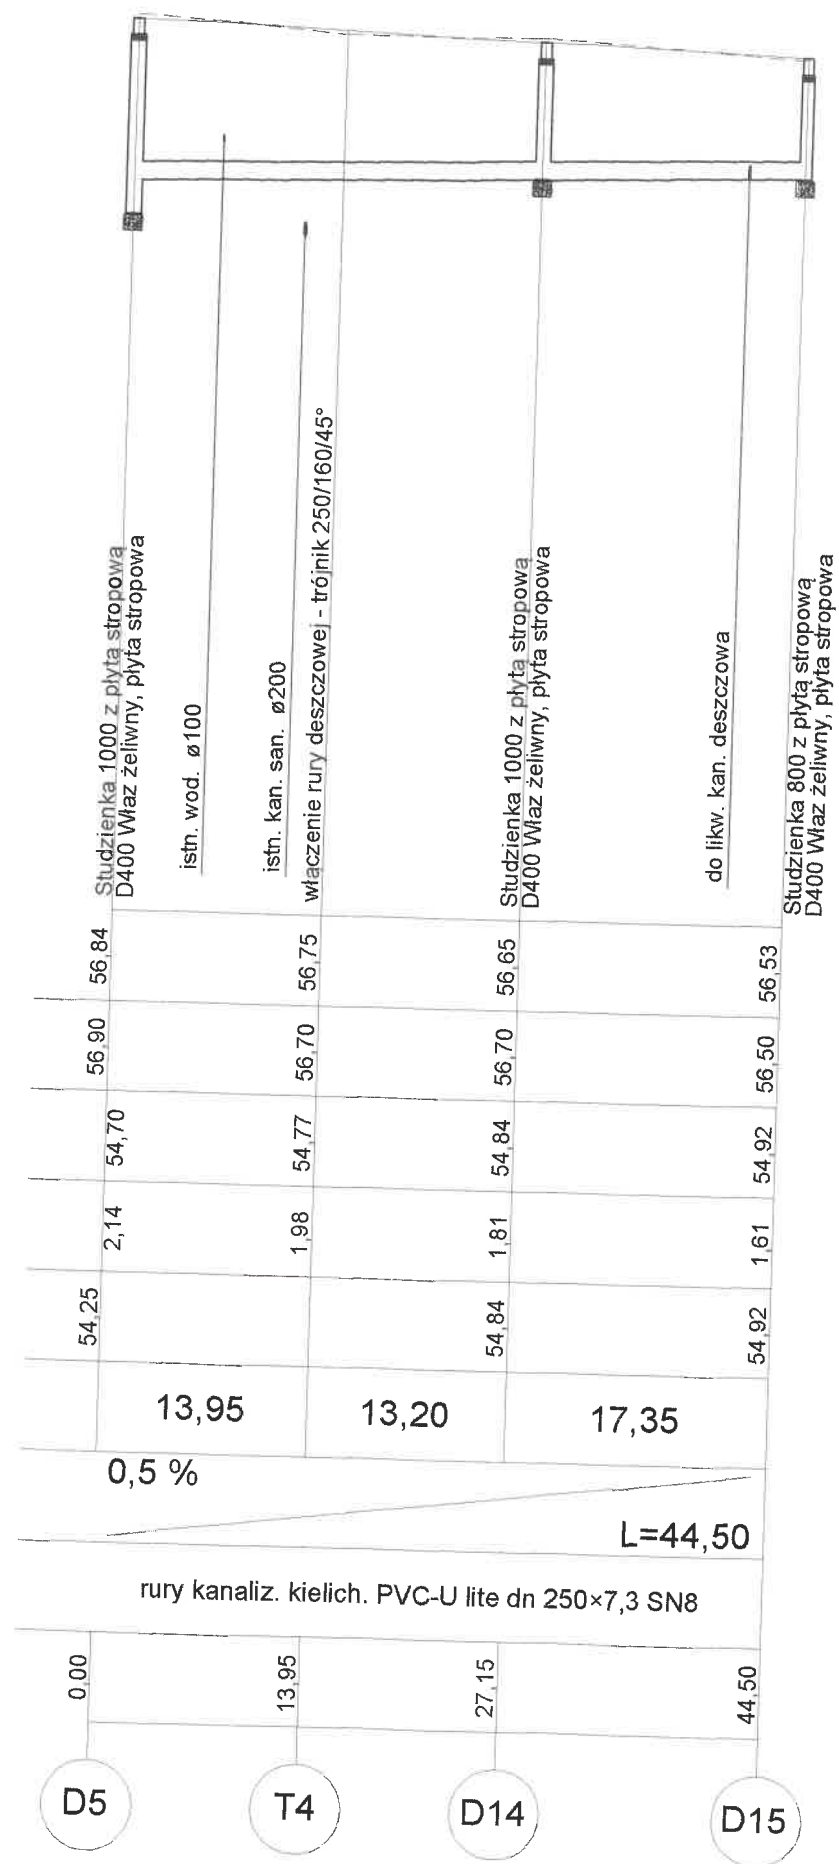 Studzienka 1000 z płytą stropową
D400 Właz żeliwny, płyta stropowa
istn. wod. ø100
istn. kan. san. ø200
włączenie rury deszczowej - trójnik 250/160/45°
Studzienka 1000 z płytą stropową
D400 Właz żeliwny, płyta stropowa
do likw. kan. deszczowa
Studzienka 800 z płytą stropową
D400 Właz żeliwny, płyta stropowa
56,84
56,75
56,65
56,53
56,90
56,70
56,70
56,50
54,70
54,77
54,84
54,92
2,14
1,98
1,81
1,61
54,25
54,84
54,92
13,95
13,20
17,35
0,5 %
L=44,50
rury kanaliz. kielich. PVC-U lite dn 250×7,3 SN8
0,00
13,95
27,15
44,50
D5
T4
D14
D15